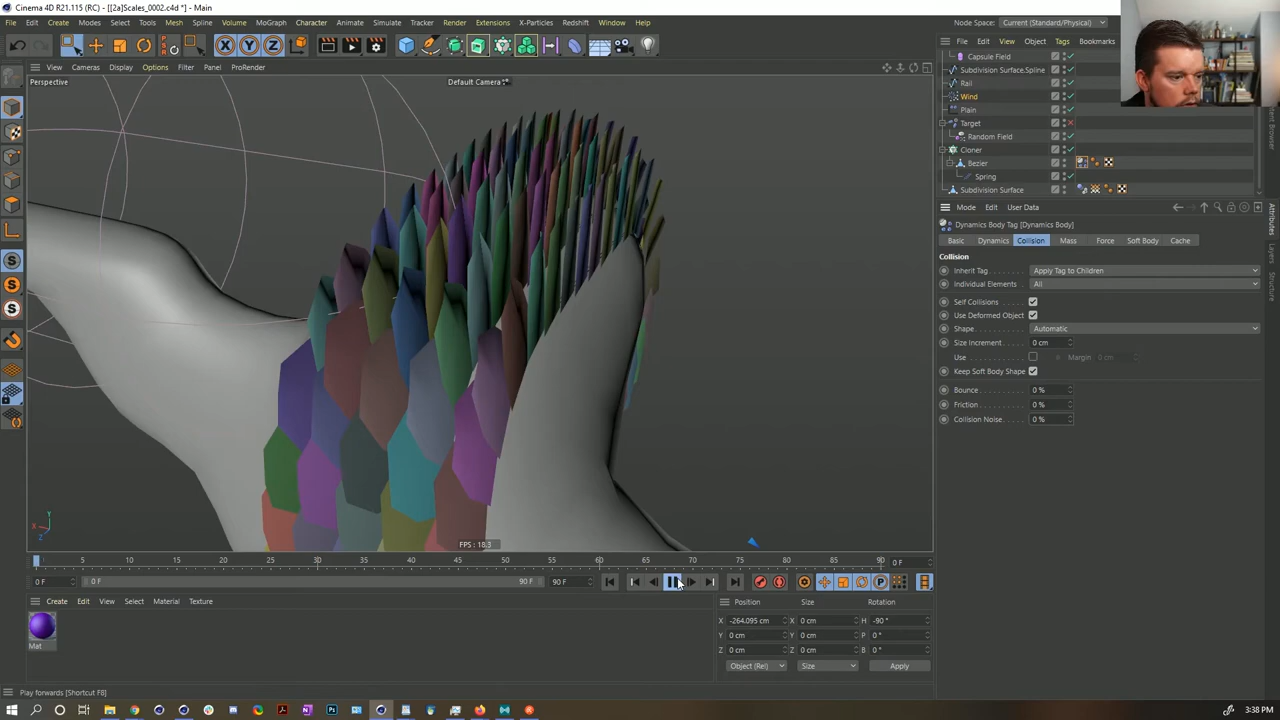 Cinema 4D R21.115 (RC) - [[2a]Scales_0002.c4d *] - Main
File Edit Create Modes Select Tools Mesh Spline Volume MoGraph Character Animate Simulate Tracker Render Extensions X-Particles Redshift Window Help
Node Space: Current (Standard/Physical)
View Cameras Display Options Filter Panel ProRender
File Edit View Object Tags Bookmarks
Perspective
Default Camera
Capsule Field
Subdivision Surface.Spline
Rail
Wind
Plain
Target
Random Field
Cloner
Bezier
Spring
Subdivision Surface
Content Browser
Mode Edit User Data
Attributes
Layers
Structure
Dynamics Body Tag [Dynamics Body]
Basic Dynamics Collision Mass Force Soft Body Cache
Collision
Inherit Tag Apply Tag to Children
Individual Elements All
Self Collisions
Use Deformed Object
Shape Automatic
Size Increment 0 cm
Use Margin 0 cm
Keep Soft Body Shape
Bounce 0 %
Friction 0 %
Collision Noise 0 %
X Y Z
FPS : 18.3
0 5 10 15 20 25 30 35 40 45 50 55 60 65 70 75 80 85 90 0 F
0 F 0 F 90 F 90 F
Create Edit View Select Material Texture
Mat
Position Size Rotation
X -264.095 cm X 0 cm H -90 °
Y 0 cm Y 0 cm P 0 °
Z 0 cm Z 0 cm B 0 °
Object (Rel) Size Apply
Play forwards [Shortcut F8]
3:38 PM